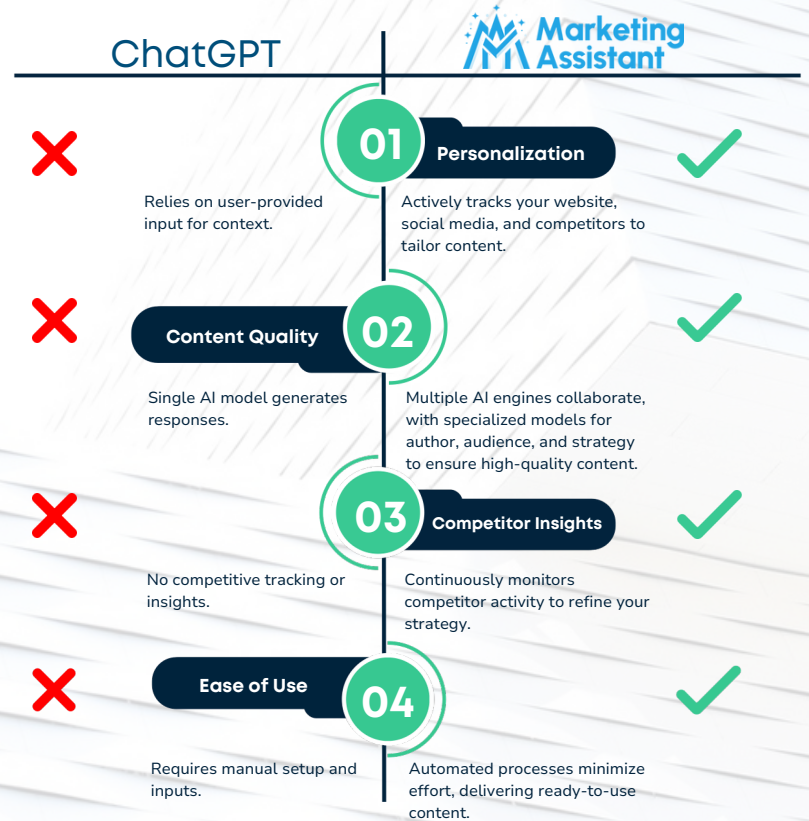 ChatGPT
Marketing
Assistant
01
Personalization
Relies on user-provided
input for context.
Actively tracks your website,
social media, and competitors to
tailor content.
Content Quality
02
Single AI model generates
responses.
Multiple AI engines collaborate,
with specialized models for
author, audience, and strategy
to ensure high-quality content.
03
Competitor Insights
No competitive tracking or
insights.
Continuously monitors
competitor activity to refine your
strategy.
Ease of Use
04
Requires manual setup and
inputs.
Automated processes minimize
effort, delivering ready-to-use
content.